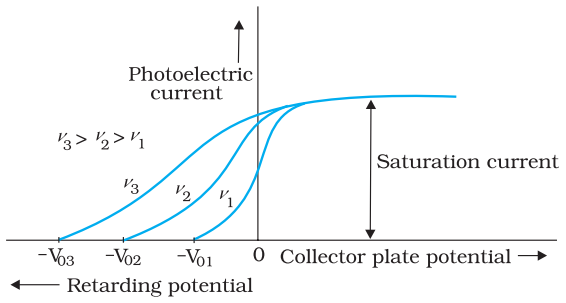 Photoelectric
current
ν₃ > ν₂ > ν₁
Saturation current
ν₃
ν₂
ν₁
–V₀₃
–V₀₂
–V₀₁
0
Collector plate potential
Retarding potential